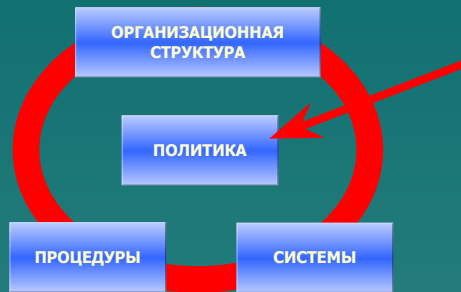 ОРГАНИЗАЦИОННАЯ
СТРУКТУРА
ПОЛИТИКА
ПРОЦЕДУРЫ
СИСТЕМЫ